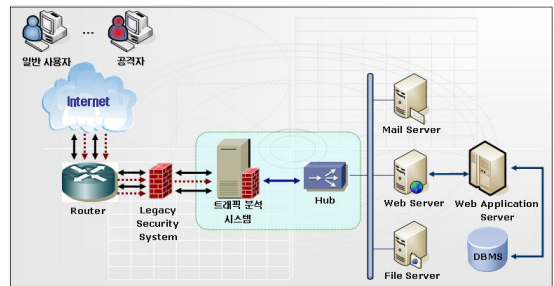 일반 사용자
...
공격자
Internet
Router
Legacy
Security
System
트래픽 분석
시스템
Hub
Mail Server
Web Server
Web Application
Server
File Server
DBMS